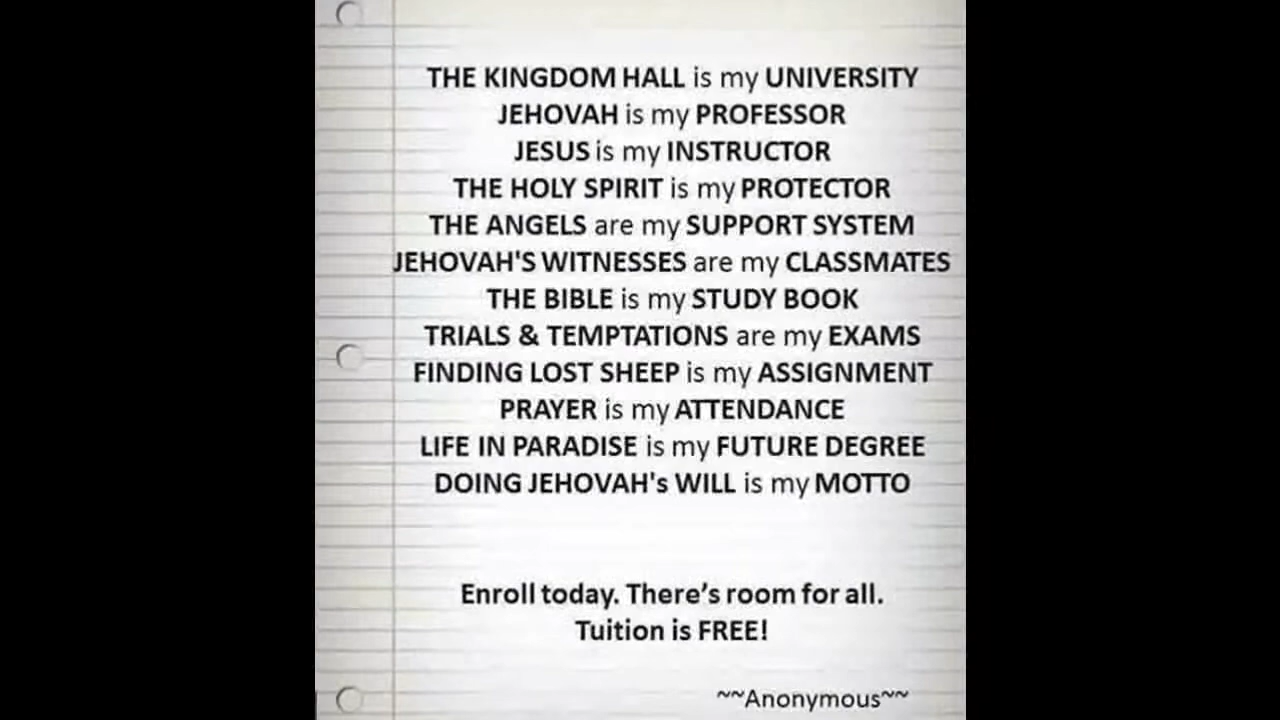 THE KINGDOM HALL is my UNIVERSITY
JEHOVAH is my PROFESSOR
JESUS is my INSTRUCTOR
THE HOLY SPIRIT is my PROTECTOR
THE ANGELS are my SUPPORT SYSTEM
JEHOVAH'S WITNESSES are my CLASSMATES
THE BIBLE is my STUDY BOOK
TRIALS & TEMPTATIONS are my EXAMS
FINDING LOST SHEEP is my ASSIGNMENT
PRAYER is my ATTENDANCE
LIFE IN PARADISE is my FUTURE DEGREE
DOING JEHOVAH's WILL is my MOTTO
Enroll today. There’s room for all.
Tuition is FREE!
~~Anonymous~~